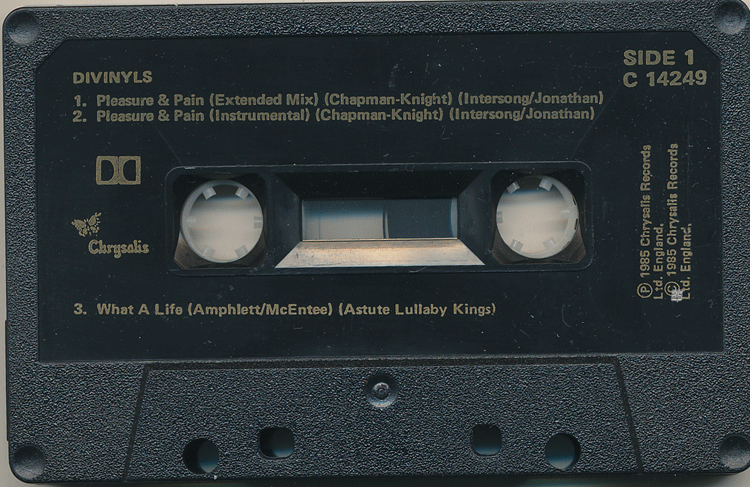 DIVINYLS
SIDE 1
C 14249
1. Pleasure & Pain (Extended Mix) (Chapman-Knight) (Intersong/Jonathan)
2. Pleasure & Pain (Instrumental) (Chapman-Knight) (Intersong/Jonathan)
Chrysalis
℗ 1985 Chrysalis Records
Ltd. England.
© 1985 Chrysalis Records
Ltd. England.
3. What A Life (Amphlett/McEntee) (Astute Lullaby Kings)